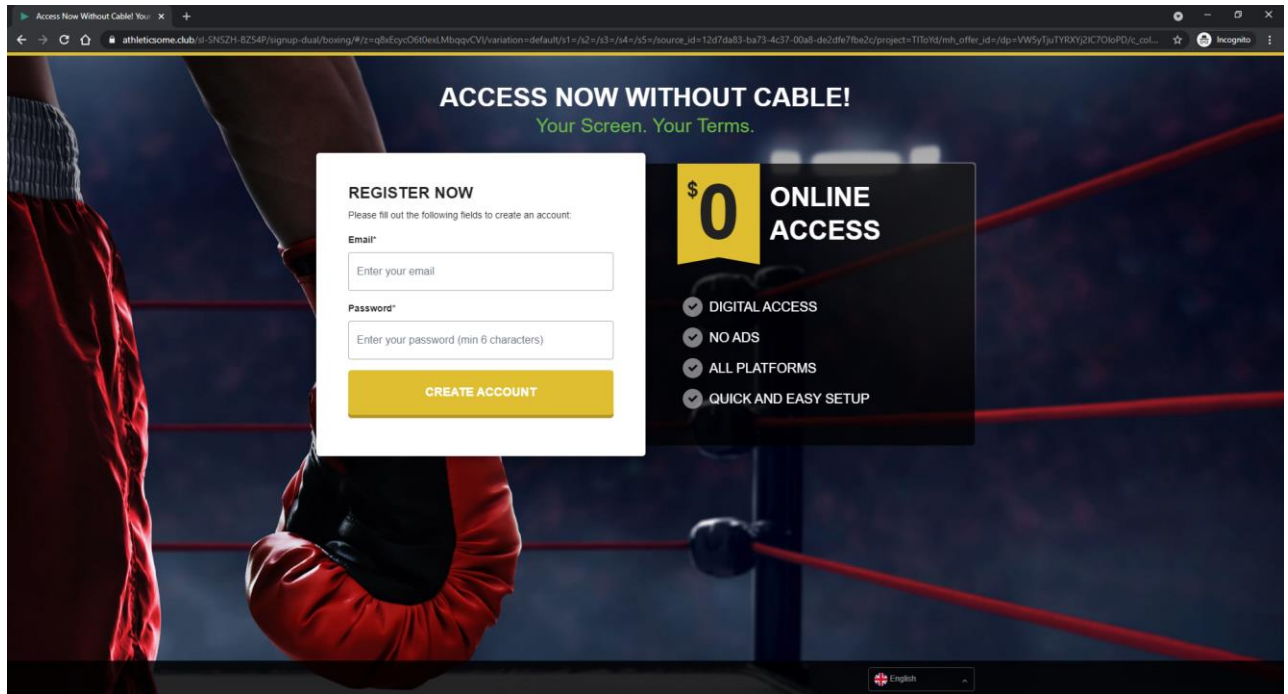 Access Now Without Cable! Your
athleticsome.club/sl-SNSZH-8Z54P/signup-dual/boxing/#/z=q8xEcycO6t0exLMbqqvCVI/variation=default/s1=/s2=/s3=/s4=/s5=/source_id=12d7da83-ba73-4c37-00a8-de2dfe7fbe2c/project=TIToYd/mh_offer_id=/dp=VW5yTjuTYRXYj2IC7OIoPD/c_col... Incognito
ACCESS NOW WITHOUT CABLE!
Your Screen. Your Terms.
REGISTER NOW
Please fill out the following fields to create an account:
Email*
Enter your email
Password*
Enter your password (min 6 characters)
CREATE ACCOUNT
$0
ONLINE
ACCESS
DIGITAL ACCESS
NO ADS
ALL PLATFORMS
QUICK AND EASY SETUP
English